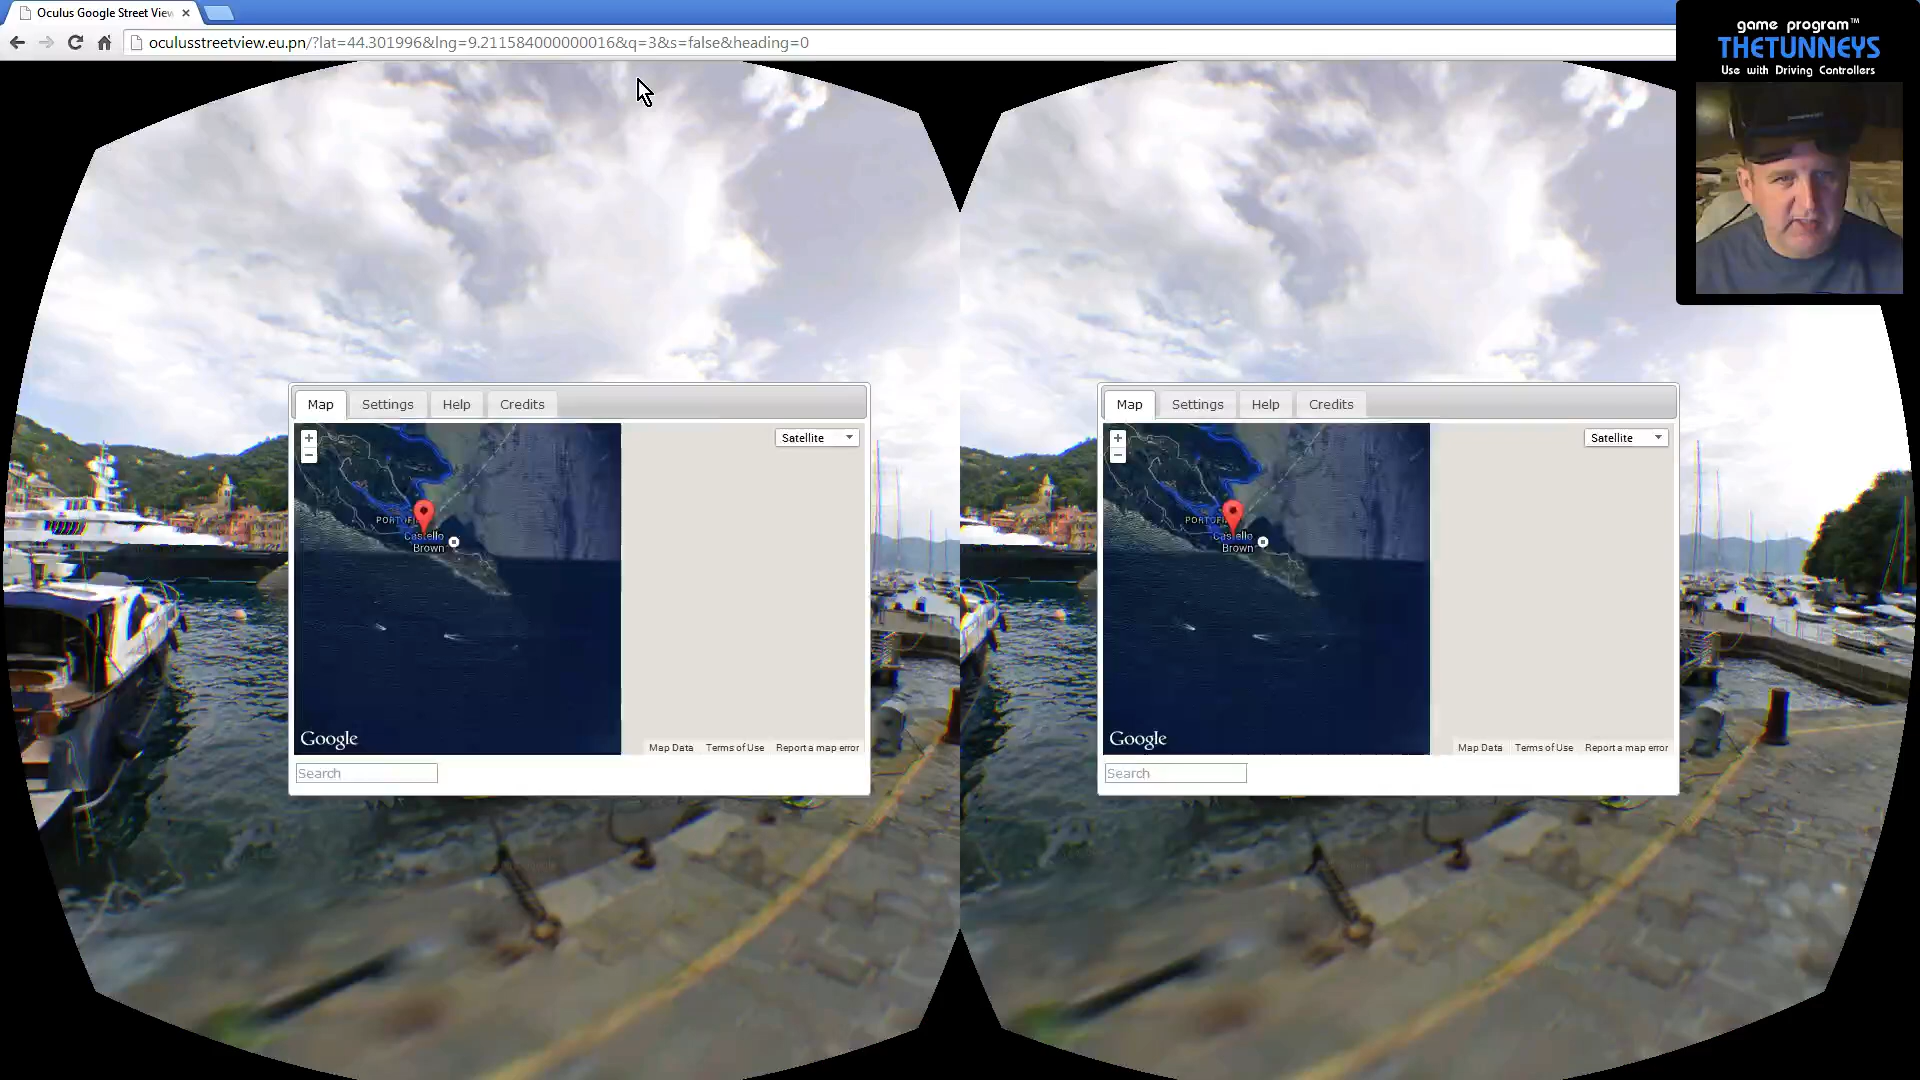 Oculus Google Street View
oculusstreetview.eu.pn/?lat=44.301996&lng=9.211584000000016&q=3&s=false&heading=0
game program™
THETUNNEYS
Use with Driving Controllers
Map Settings Help Credits
Satellite
Castello
Brown
Google
Map Data Terms of Use Report a map error
Search
Map Settings Help Credits
Satellite
Castello
Brown
Google
Map Data Terms of Use Report a map error
Search